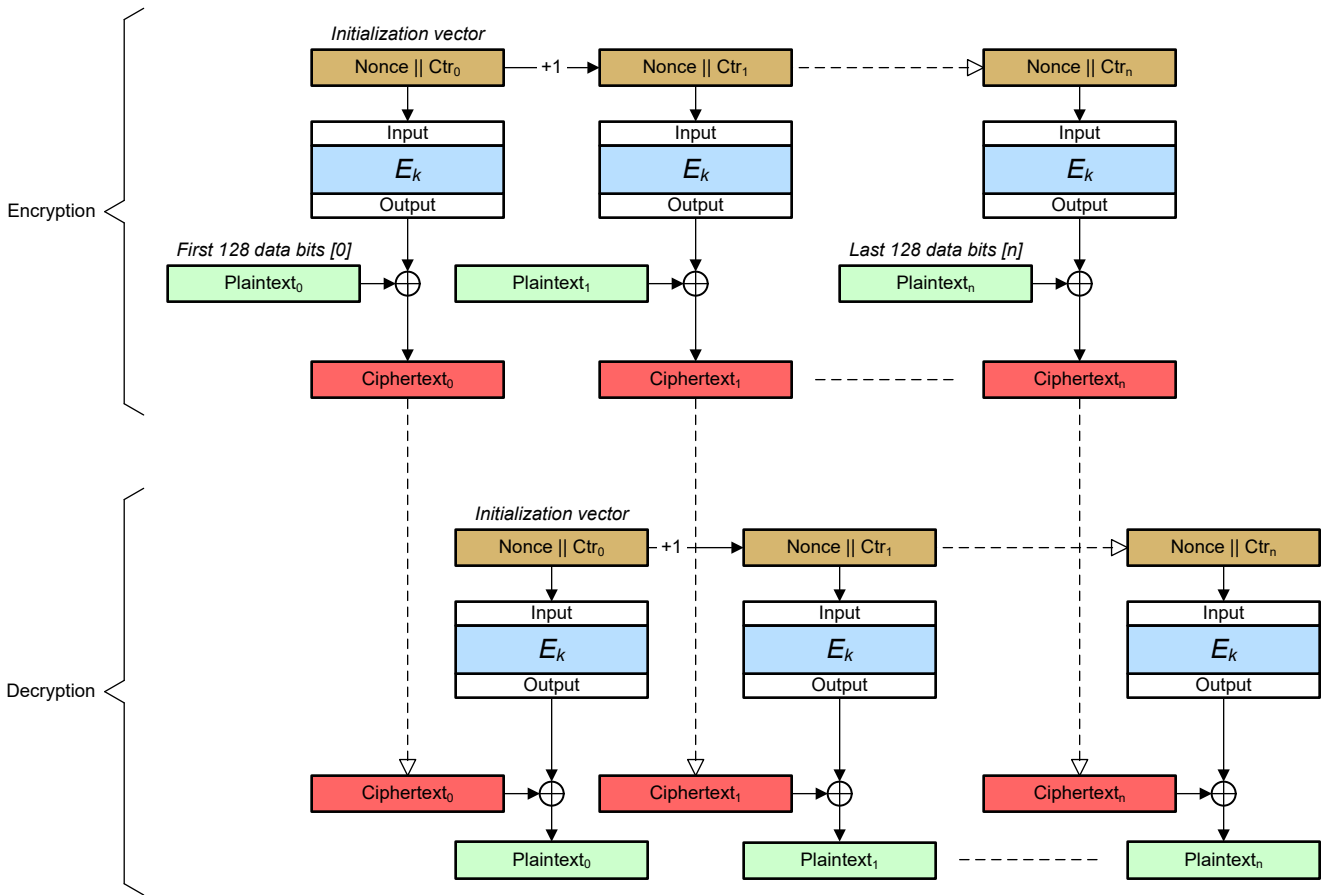 Initialization vector
Nonce || Ctr₀ +1 Nonce || Ctr₁ Nonce || Ctrₙ
Input Input Input
Eₖ Eₖ Eₖ
Encryption
Output Output Output
First 128 data bits [0] Last 128 data bits [n]
Plaintext₀ Plaintext₁ Plaintextₙ
Ciphertext₀ Ciphertext₁ Ciphertextₙ
Initialization vector
Nonce || Ctr₀ +1 Nonce || Ctr₁ Nonce || Ctrₙ
Input Input Input
Eₖ Eₖ Eₖ
Decryption Output Output Output
Ciphertext₀ Ciphertext₁ Ciphertextₙ
Plaintext₀ Plaintext₁ Plaintextₙ